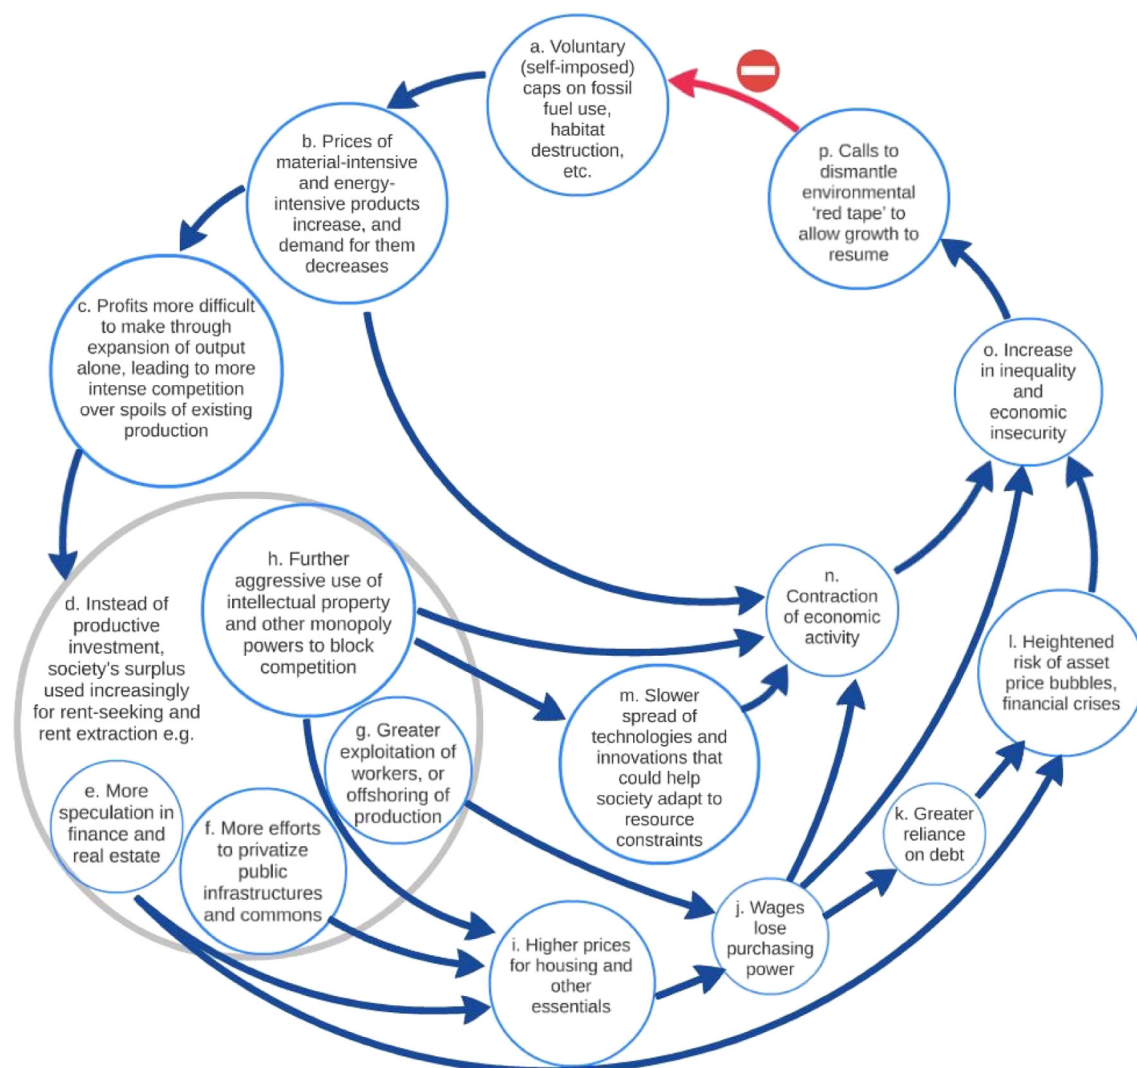 a. Voluntary
(self-imposed)
caps on fossil
fuel use,
habitat
destruction,
etc.
b. Prices of
material-intensive
and energy-
intensive products
increase, and
demand for them
decreases
c. Profits more difficult
to make through
expansion of output
alone, leading to more
intense competition
over spoils of existing
production
d. Instead of
productive
investment,
society's surplus
used increasingly
for rent-seeking and
rent extraction e.g.
e. More
speculation in
finance and
real estate
f. More efforts
to privatize
public
infrastructures
and commons
g. Greater
exploitation of
workers, or
offshoring of
production
h. Further
aggressive use of
intellectual property
and other monopoly
powers to block
competition
i. Higher prices
for housing and
other
essentials
j. Wages
lose
purchasing
power
k. Greater
reliance
on debt
l. Heightened
risk of asset
price bubbles,
financial crises
m. Slower
spread of
technologies and
innovations that
could help
society adapt to
resource
constraints
n.
Contraction
of economic
activity
o. Increase
in inequality
and
economic
insecurity
p. Calls to
dismantle
environmental
‘red tape’ to
allow growth to
resume